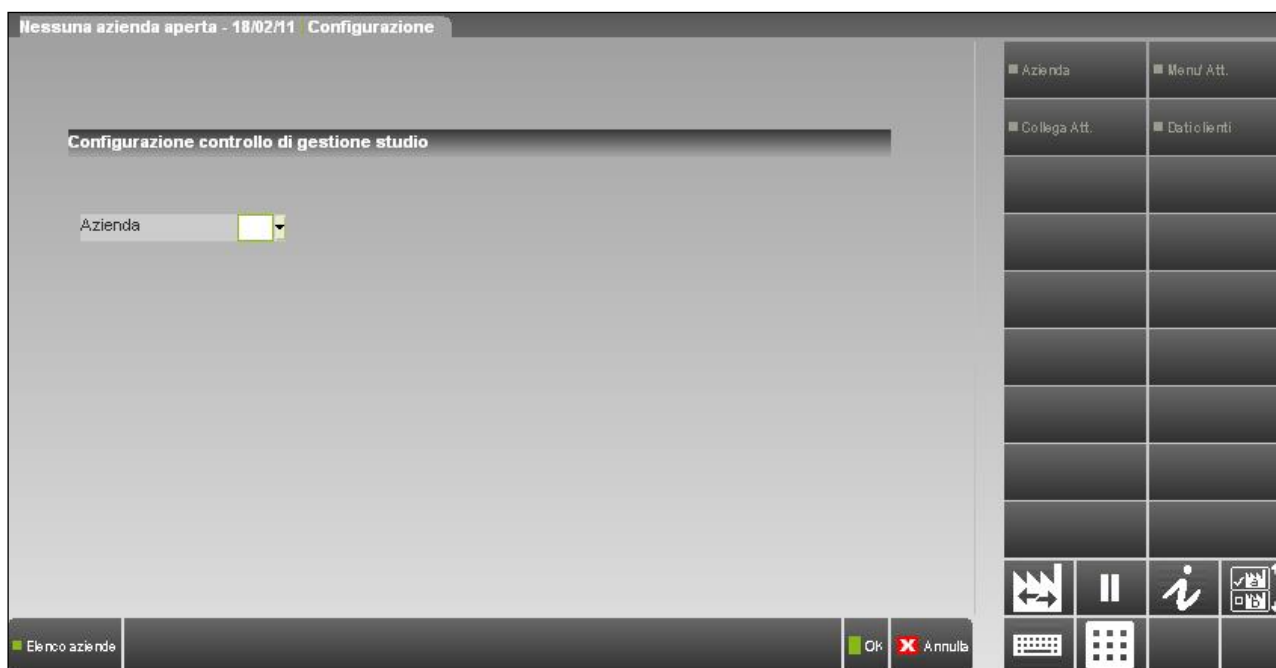 Nessuna azienda aperta - 18/02/11 Configurazione
Azienda
Menu' Att.
Collega Att.
Dati clienti
Configurazione controllo di gestione studio
Azienda
Elenco aziende
OK
Annulla